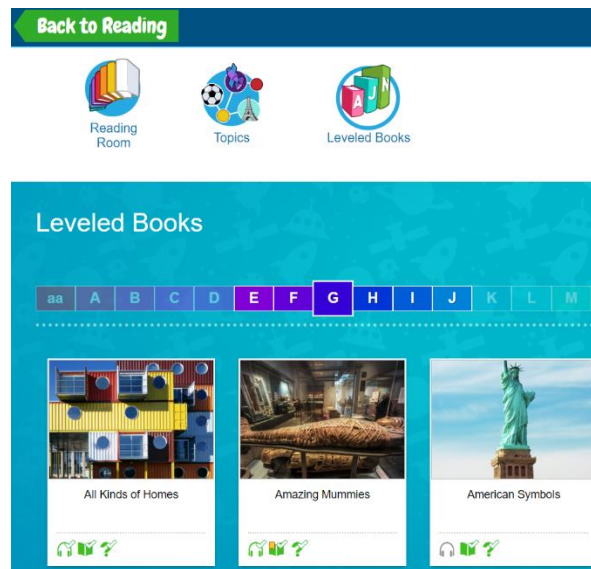 Back to Reading
Reading
Room
Topics
A J N
Leveled Books
Leveled Books
aa A B C D E F G H I J K L M
All Kinds of Homes
Amazing Mummies
American Symbols